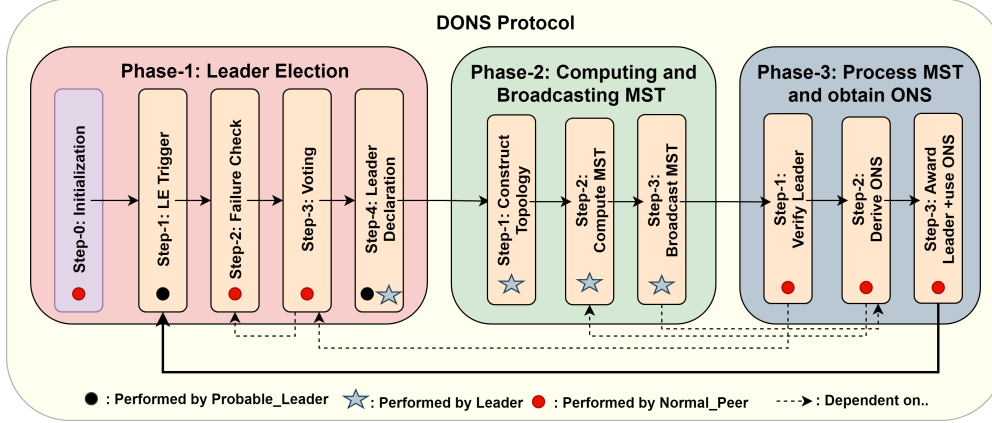 DONS Protocol
Phase-1: Leader Election
Step-0: Initialization
Step-1: LE Trigger
Step-2: Failure Check
Step-3: Voting
Step-4: Leader
Declaration
Phase-2: Computing and
Broadcasting MST
Step-1: Construct
Topology
Step-2:
Compute MST
Step-3:
Broadcast MST
Phase-3: Process MST
and obtain ONS
Step-1:
Verify Leader
Step-2:
Derive ONS
Step-3: Award
Leader +use ONS
: Performed by Probable_Leader
: Performed by Leader
: Performed by Normal_Peer
: Dependent on..